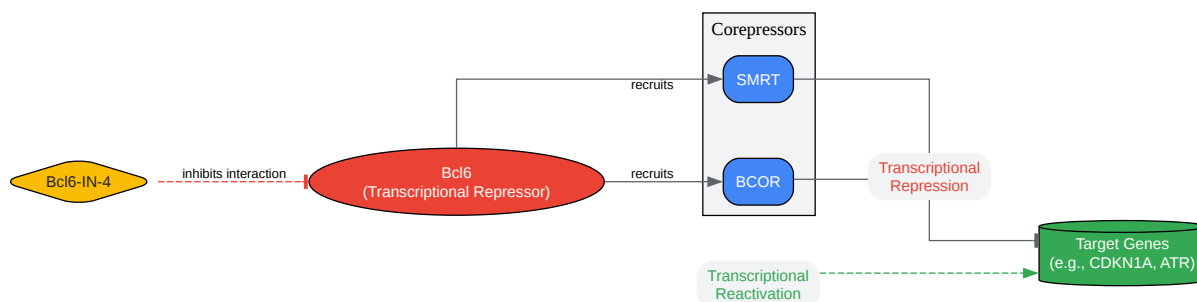 Corepressors
SMRT
recruits
Bcl6-IN-4
inhibits interaction
Bcl6
(Transcriptional Repressor)
recruits
BCOR
Transcriptional
Repression
Target Genes
(e.g., CDKN1A, ATR)
Transcriptional
Reactivation